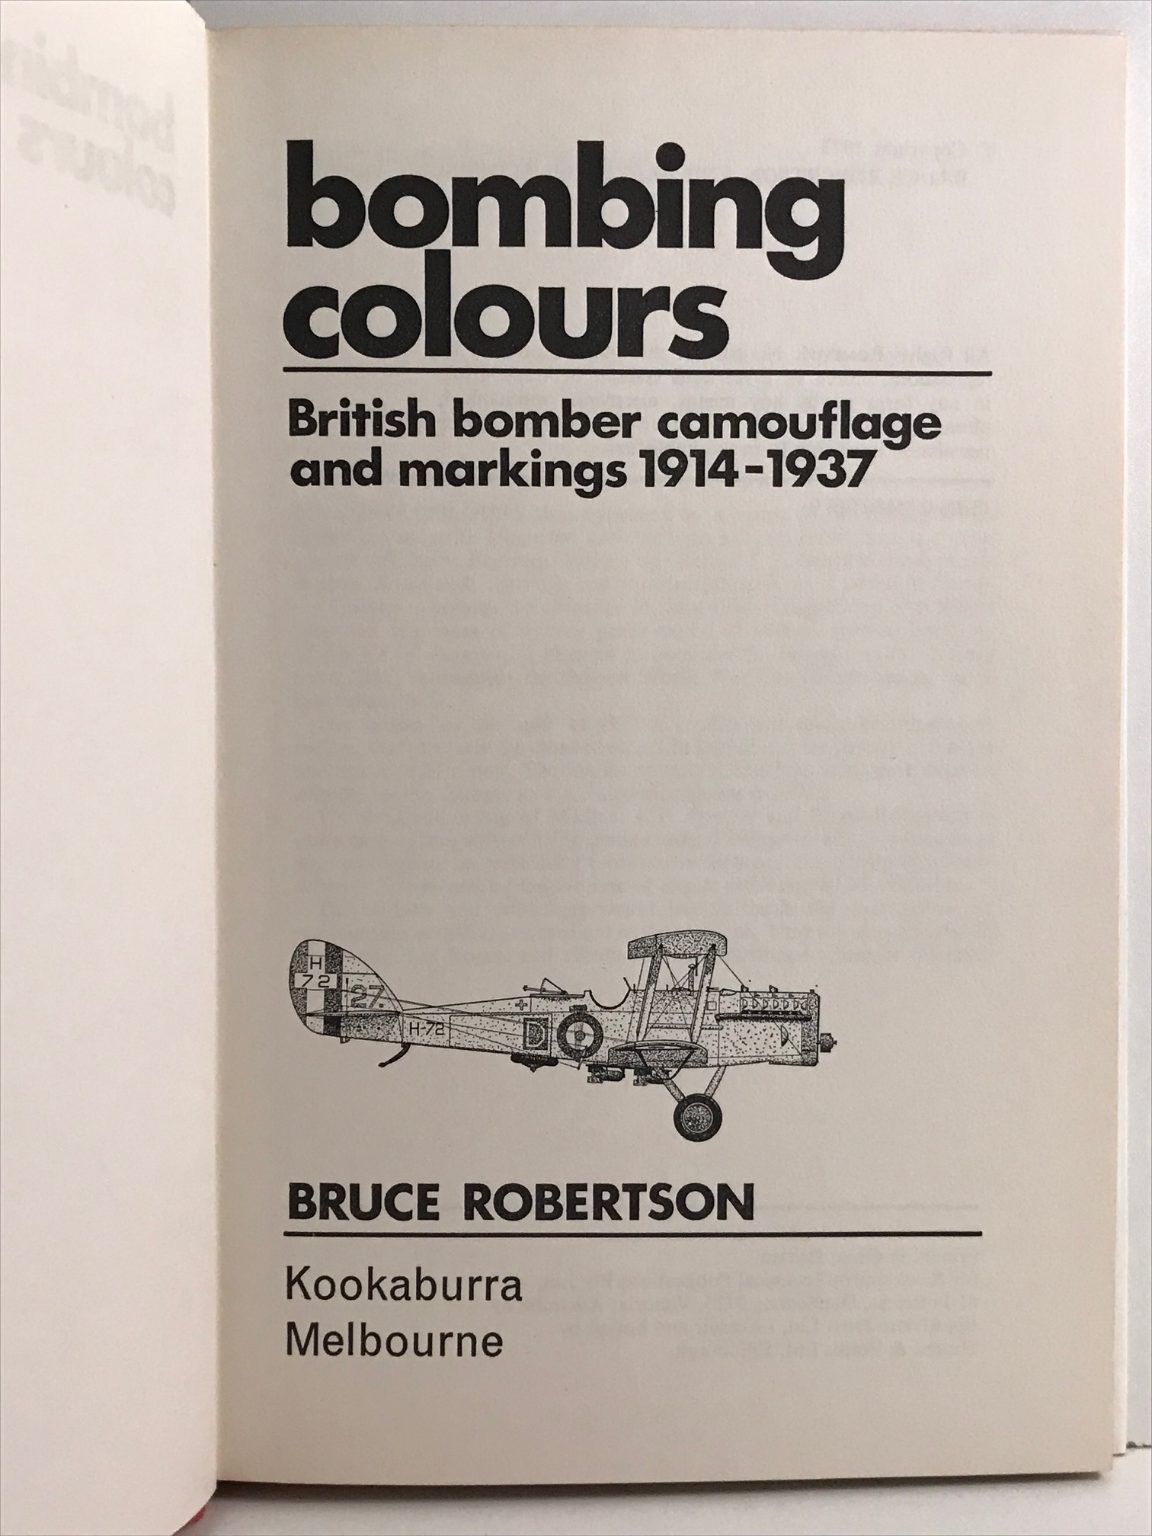 bombing
colours
British bomber camouflage
and markings 1914-1937
H
72
27.
H-72
D
BRUCE ROBERTSON
Kookaburra
Melbourne